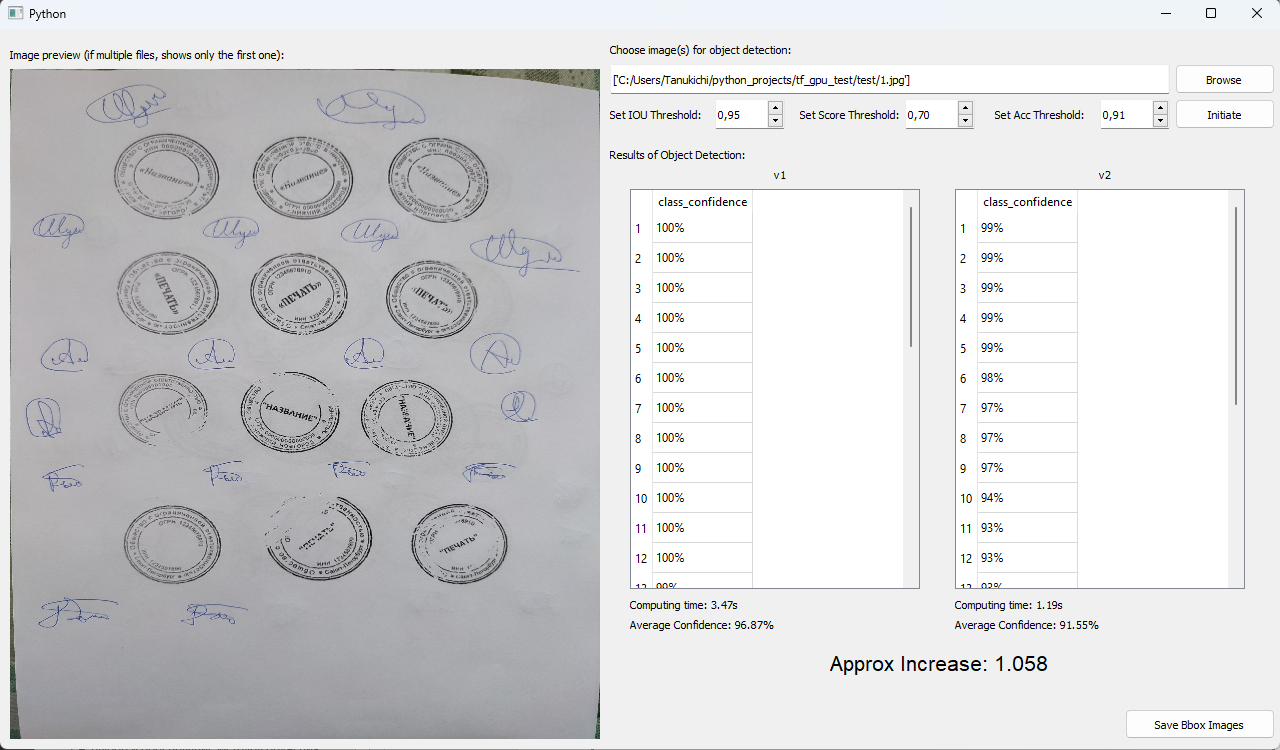 Python
Image preview (if multiple files, shows only the first one):
Choose image(s) for object detection:
['C:/Users/Tanukichi/python_projects/tf_gpu_test/test/1.jpg']
Browse
Set IOU Threshold: 0,95 Set Score Threshold: 0,70 Set Acc Threshold: 0,91
Initiate
Results of Object Detection:
v1
class_confidence
1 100%
2 100%
3 100%
4 100%
5 100%
6 100%
7 100%
8 100%
9 100%
10 100%
11 100%
12 100%
Computing time: 3.47s
Average Confidence: 96.87%
v2
class_confidence
1 99%
2 99%
3 99%
4 99%
5 99%
6 98%
7 97%
8 97%
9 97%
10 94%
11 93%
12 93%
Computing time: 1.19s
Average Confidence: 91.55%
Approx Increase: 1.058
Save Bbox Images
«Название»
«Название»
«Название»
«ПЕЧАТЬ»
«ПЕЧАТЬ»
«ПЕЧАТЬ»
"НАЗВАНИЕ"
"НАЗВАНИЕ"
"НАЗВАНИЕ"
"ПЕЧАТЬ"
"ПЕЧАТЬ"